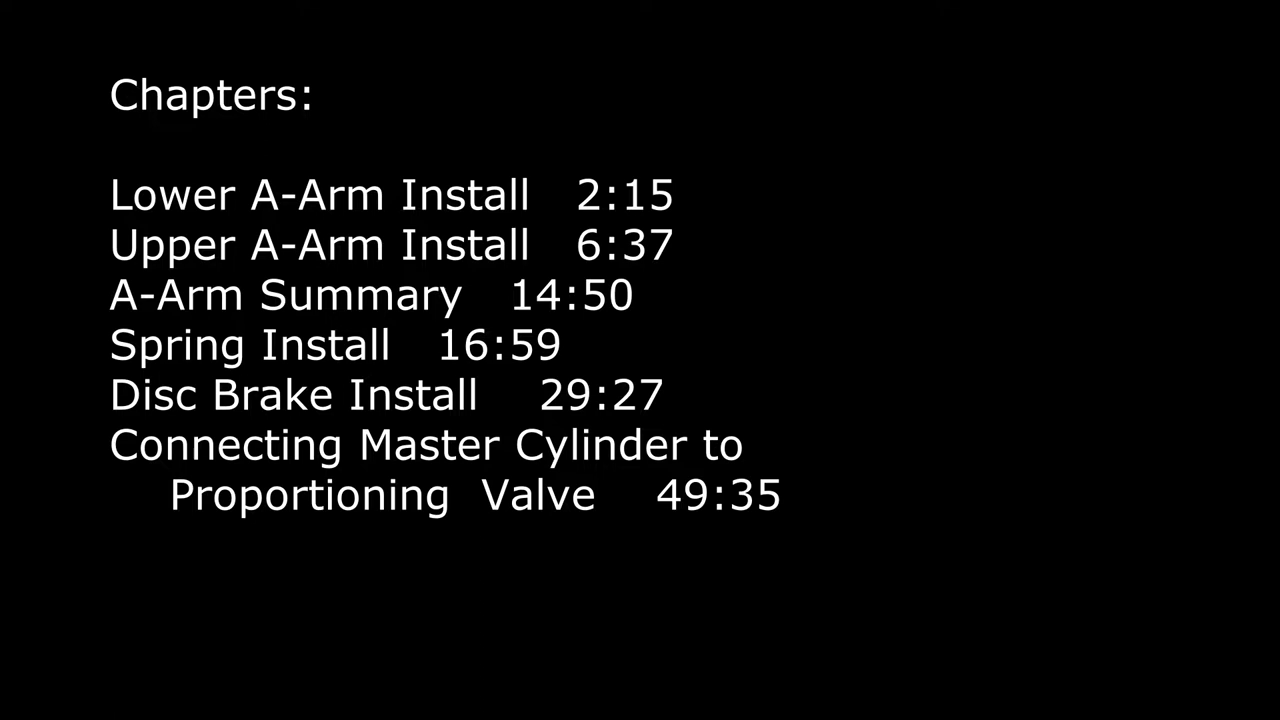 Chapters:
Lower A-Arm Install 2:15
Upper A-Arm Install 6:37
A-Arm Summary 14:50
Spring Install 16:59
Disc Brake Install 29:27
Connecting Master Cylinder to
Proportioning Valve 49:35